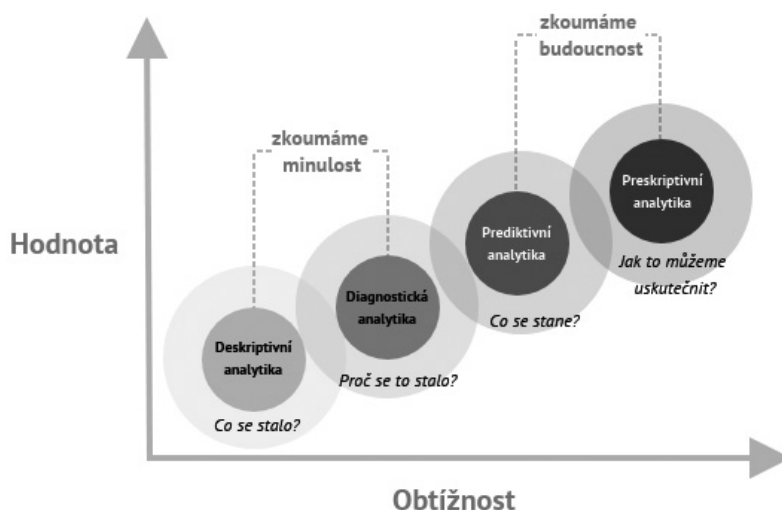 zkoumáme
budoucnost
zkoumáme
minulost
Preskriptivní
analytika
Hodnota
Prediktivní
analytika
Jak to můžeme
uskutečnit?
Diagnostická
analytika
Co se stane?
Deskriptivní
analytika
Proč se to stalo?
Co se stalo?
Obtížnost